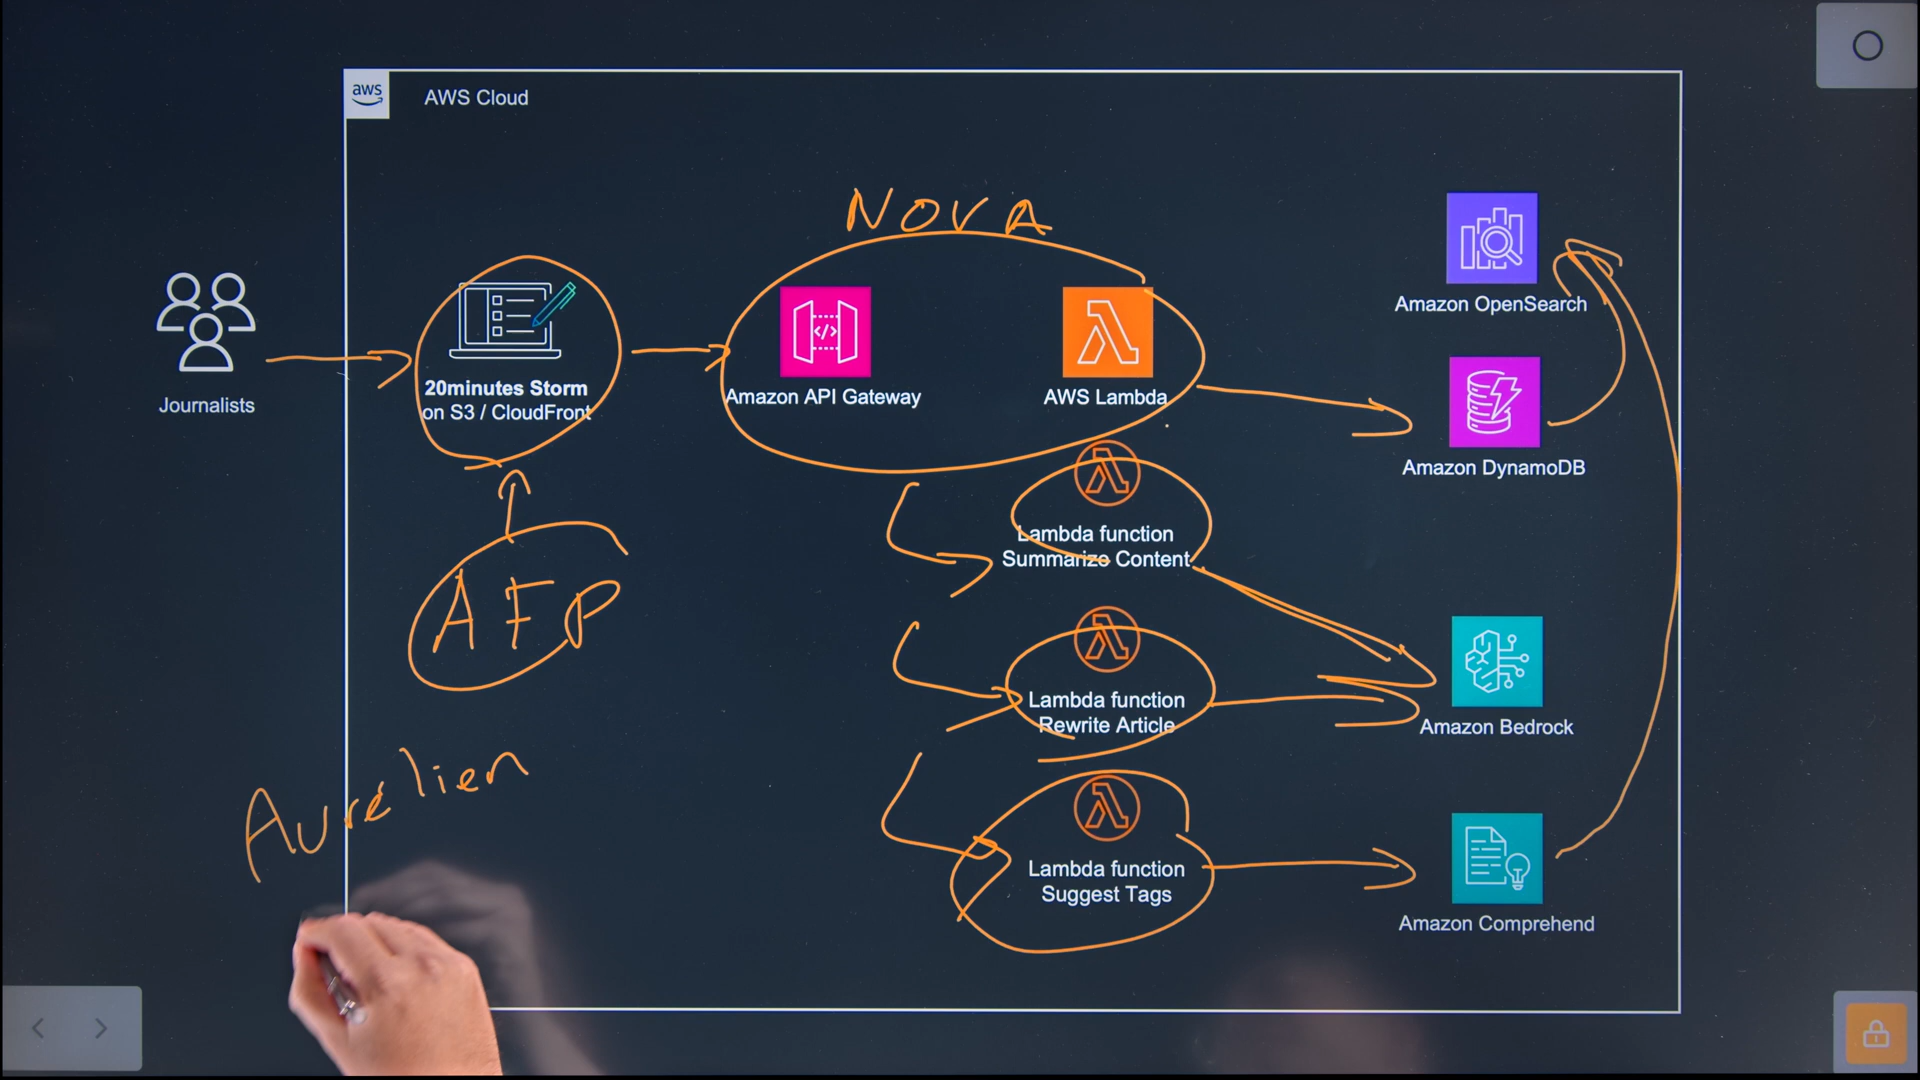 aws
AWS Cloud
NOVA
Journalists
20minutes Storm
on S3 / CloudFront
</>
Amazon API Gateway
AWS Lambda
Amazon OpenSearch
Amazon DynamoDB
Lambda function
Summarize Content
AFP
Lambda function
Rewrite Article
Amazon Bedrock
Aurélien
Lambda function
Suggest Tags
Amazon Comprehend